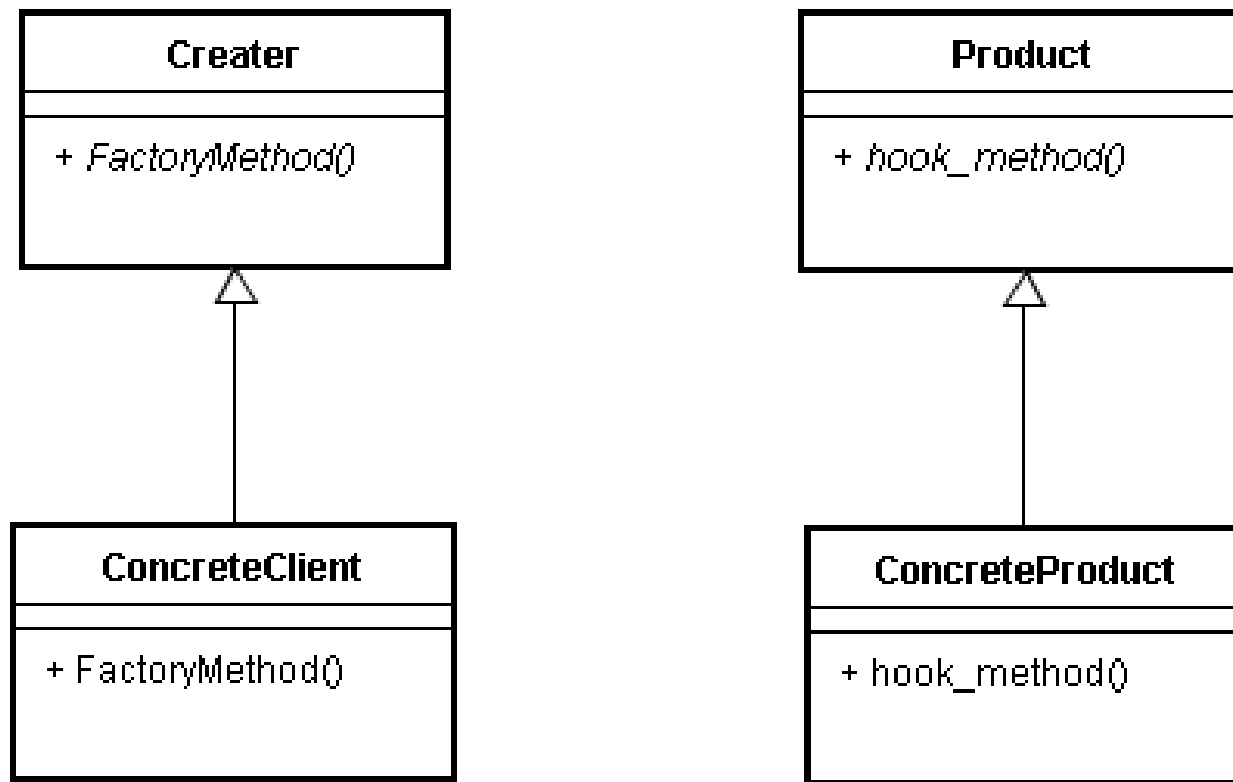 Creater
+ FactoryMethod()
Product
+ hook_method()
ConcreteClient
+ FactoryMethod()
ConcreteProduct
+ hook_method()